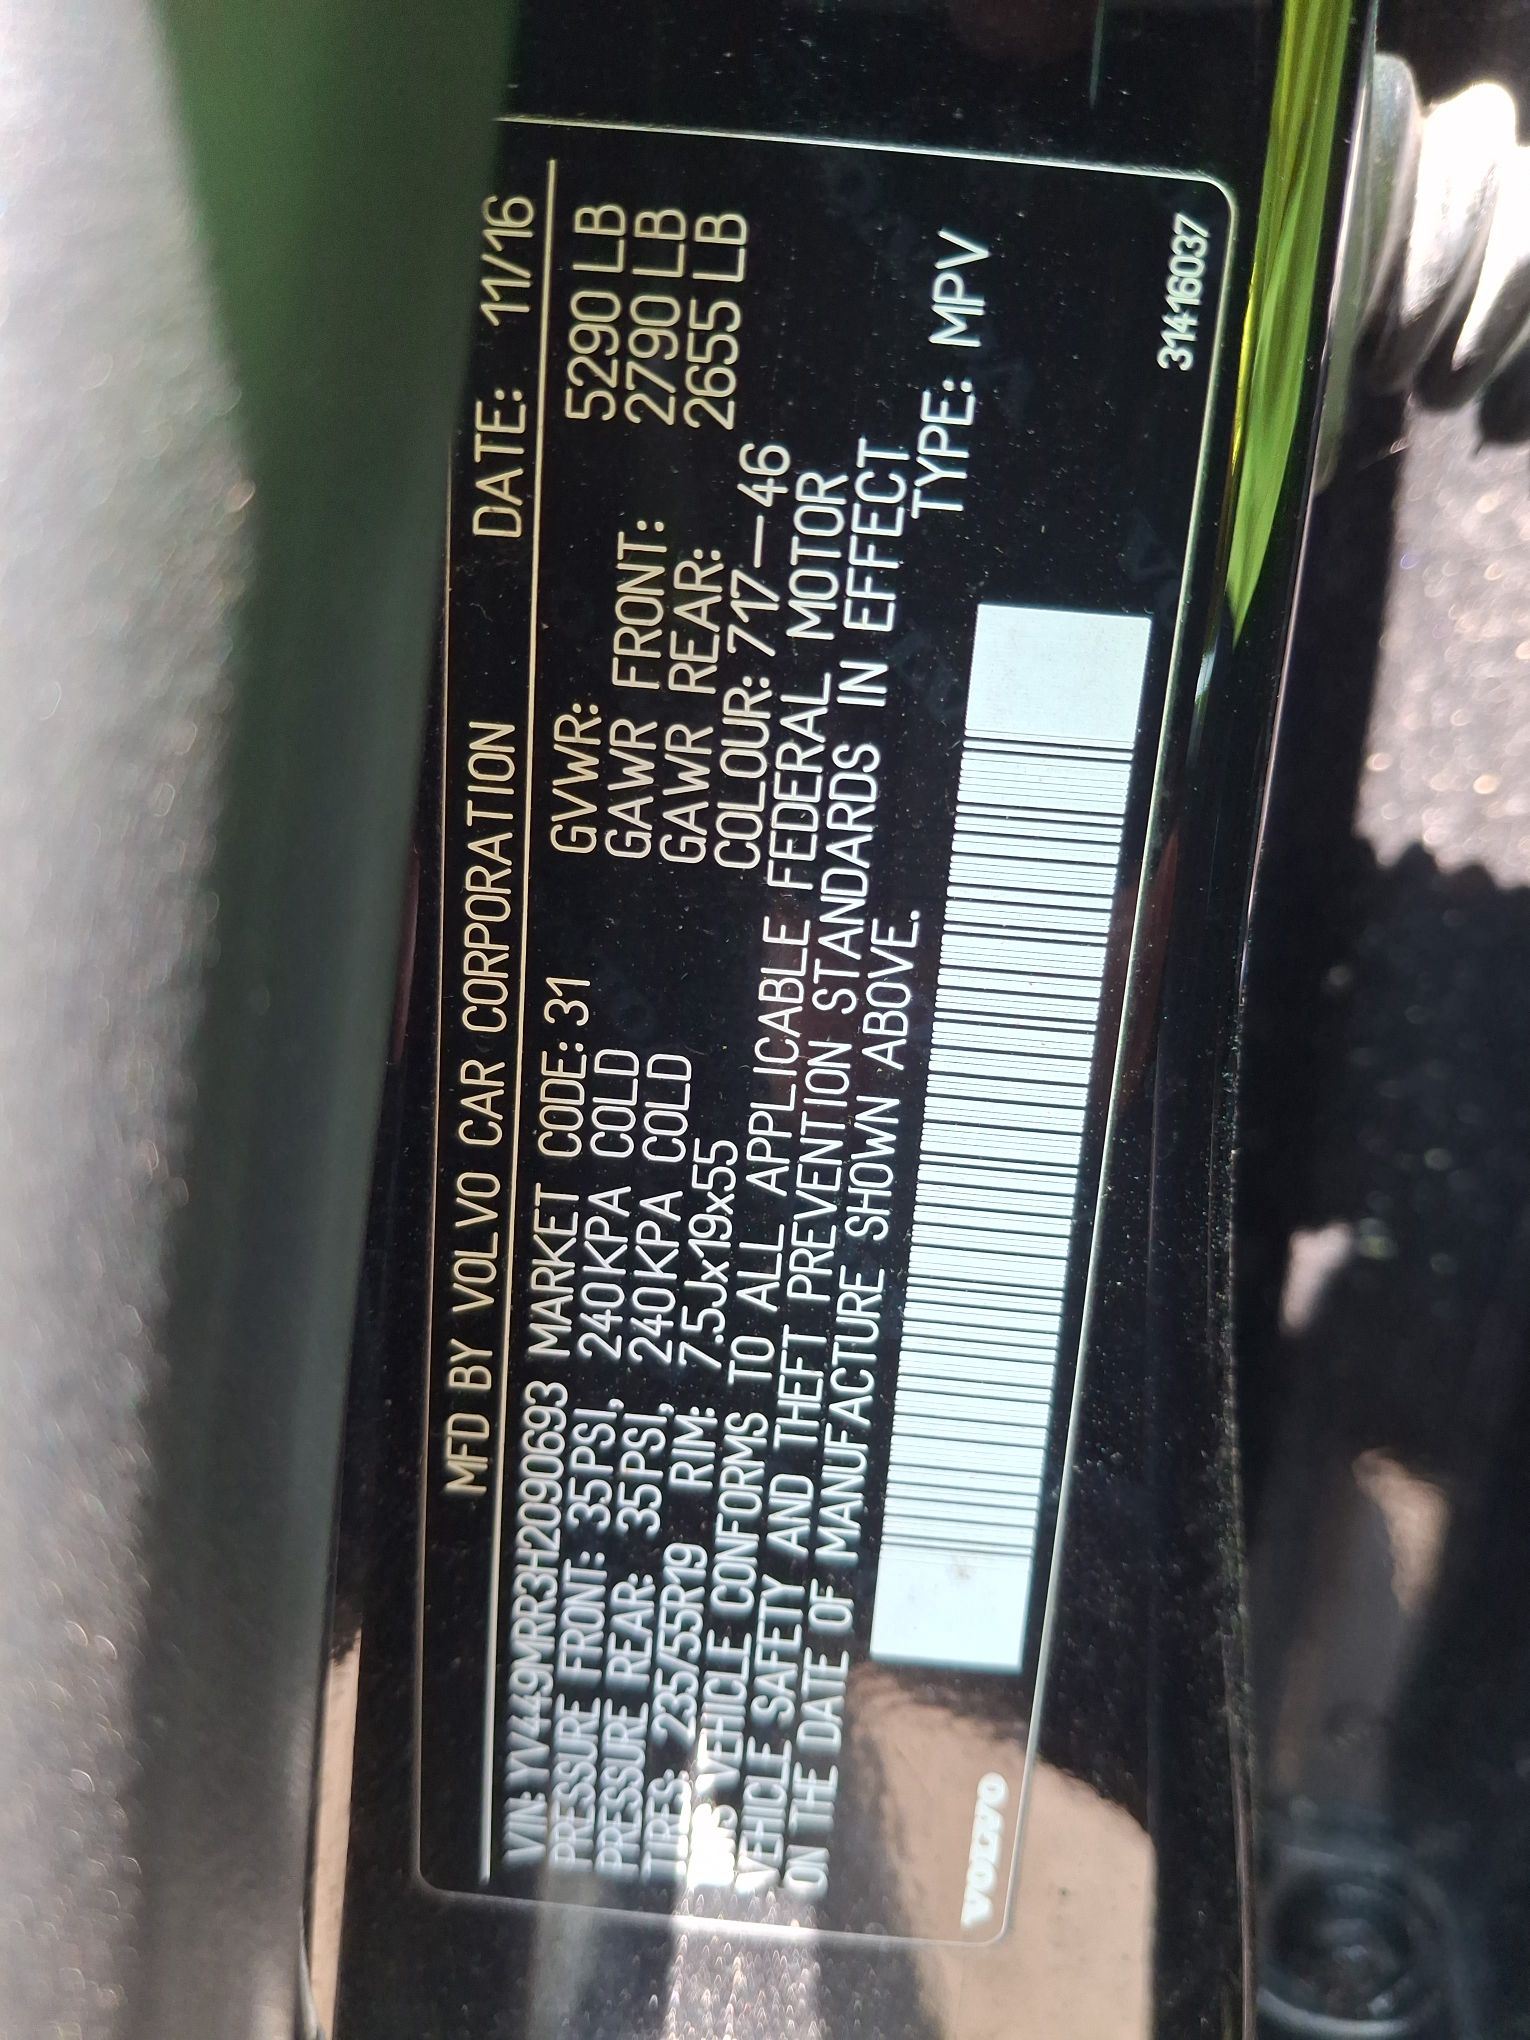 MFD BY VOLVO CAR CORPORATION DATE: 11/16
VIN: YV449MRR3H2090693 MARKET CODE: 31 GVWR: 5290 LB
PRESSURE FRONT: 35PSI, 240KPA COLD GAWR FRONT: 2790 LB
PRESSURE REAR: 35PSI, 240KPA COLD GAWR REAR: 2655 LB
TIRES: 235/55R19 RIM: 7.5Jx19x55 COLOUR: 717-46
VEHICLE CONFORMS TO ALL APPLICABLE FEDERAL MOTOR
VEHICLE SAFETY AND THEFT PREVENTION STANDARDS IN EFFECT
ON THE DATE OF MANUFACTURE SHOWN ABOVE. TYPE: MPV
VOLVO 31416037